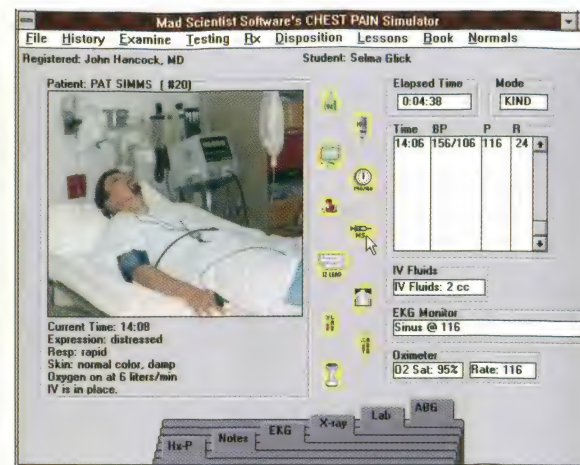 Mad Scientist Software's CHEST PAIN Simulator
File History Examine Testing Rx Disposition Lessons Book Normals
Registered: John Hancock, MD Student: Selma Glick
Patient: PAT SIMMS ( #20)
Elapsed Time Mode
0:04:38 KIND
Time BP P R
14:06 156/106 116 24
MS.
12 LEAD
IV Fluids
IV Fluids: 2 cc
EKG Monitor
Sinus @ 116
Oximeter
O2 Sat: 95% Rate: 116
Current Time: 14:08
Expression: distressed
Resp: rapid
Skin: normal color, damp
Oxygen on at 6 liters/min
IV is in place.
Hx-P Notes EKG X-ray Lab ABG